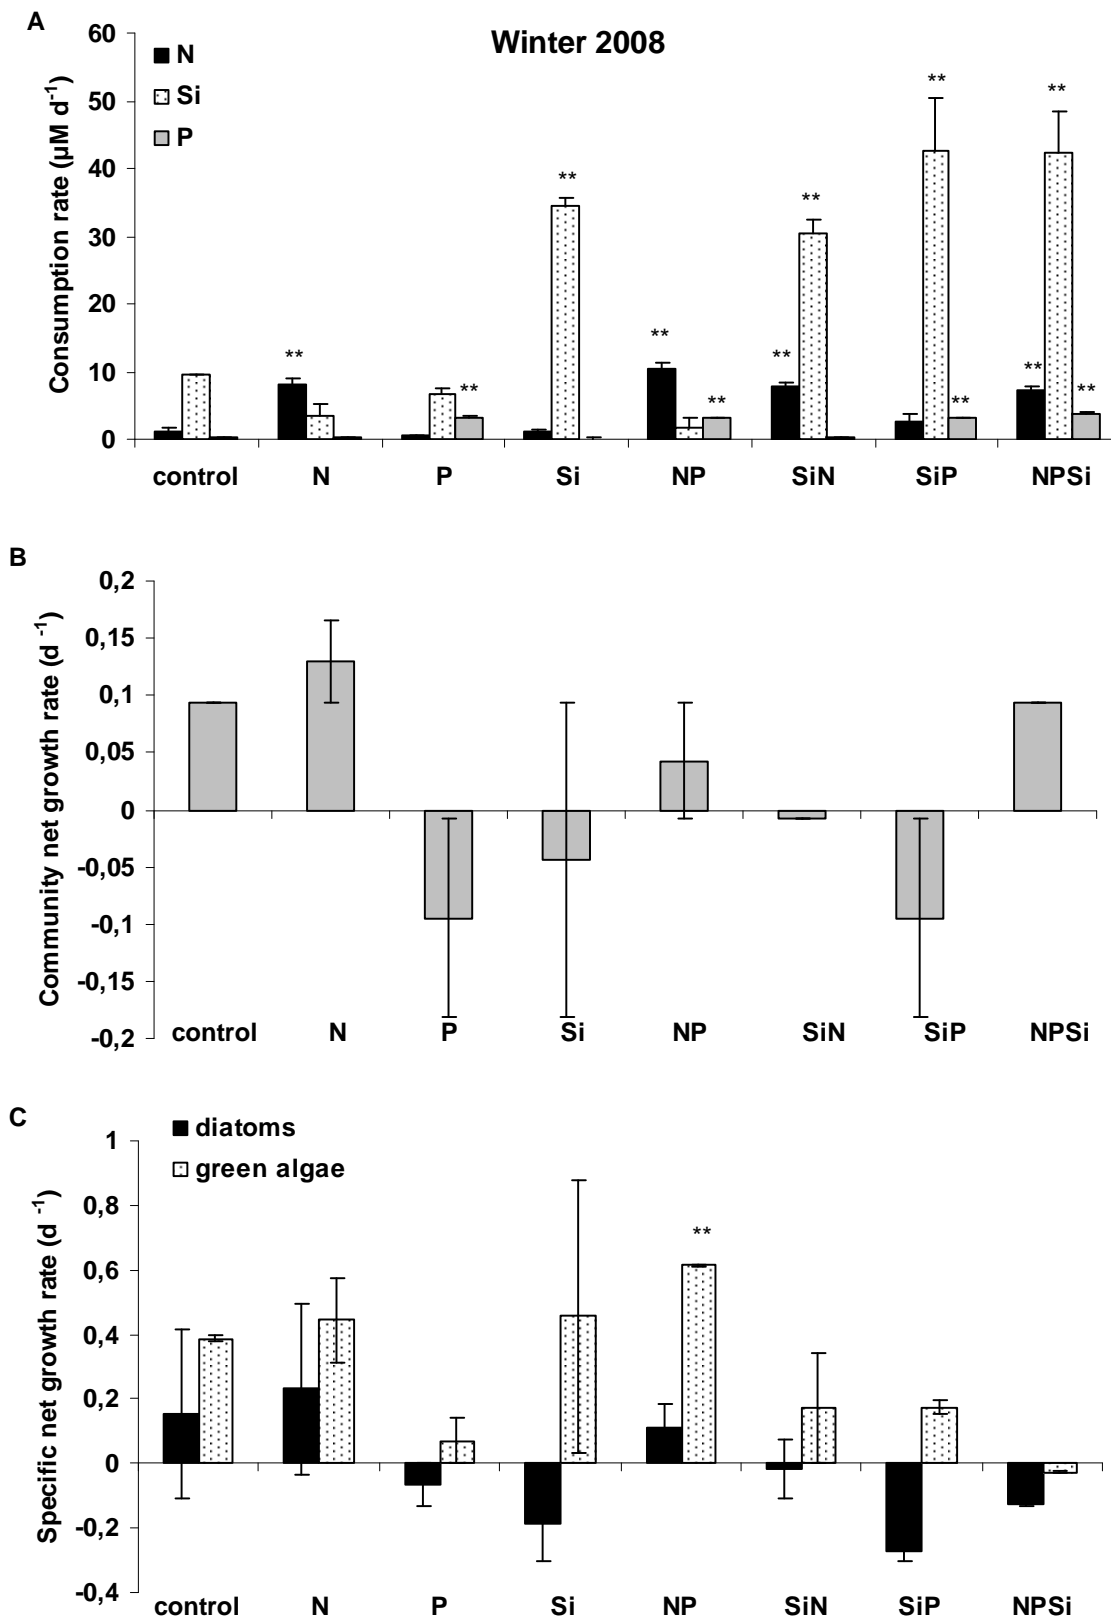 A
Winter 2008
Consumption rate (µM d-1)
60
50
40
30
20
10
0
N
Si
P
**
**
**
**
**
**
**
**
**
**
**
**
control N P Si NP SiN SiP NPSi
B
Community net growth rate (d -1)
0,2
0,15
0,1
0,05
0
-0,05
-0,1
-0,15
-0,2
control N P Si NP SiN SiP NPSi
C
Specific net growth rate (d -1)
diatoms
green algae
1
0,8
0,6
0,4
0,2
0
-0,2
-0,4
**
control N P Si NP SiN SiP NPSi